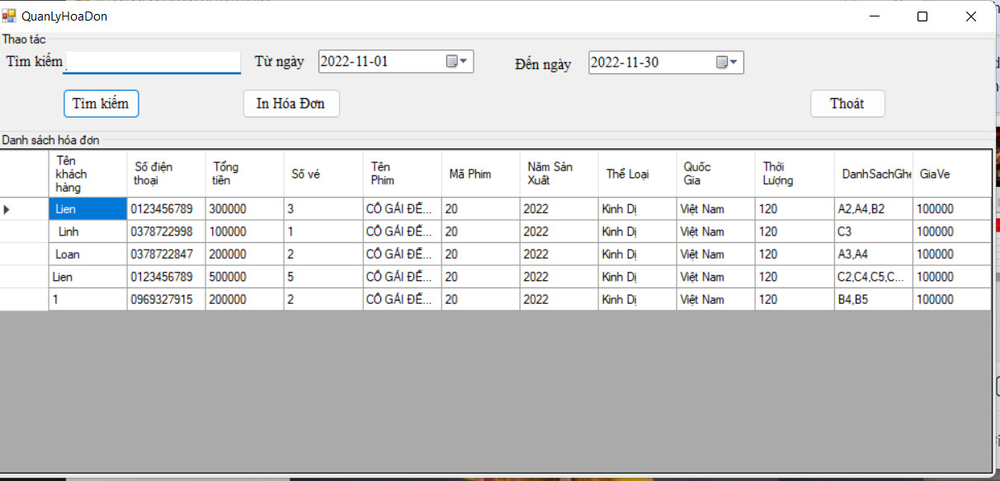 QuanLyHoaDon
Thao tác
Tìm kiếm Từ ngày 2022-11-01 Đến ngày 2022-11-30
Tìm kiếm In Hóa Đơn Thoát
Danh sách hóa đơn
Tên khách hàng Số điện thoại Tổng tiền Số vé Tên Phim Mã Phim Năm Sản Xuất Thể Loại Quốc Gia Thời Lượng DanhSachGhe GiaVe
Lien 0123456789 300000 3 CÔ GÁI ĐẾ... 20 2022 Kinh Dị Việt Nam 120 A2,A4,B2 100000
Linh 0378722998 100000 1 CÔ GÁI ĐẾ... 20 2022 Kinh Dị Việt Nam 120 C3 100000
Loan 0378722847 200000 2 CÔ GÁI ĐẾ... 20 2022 Kinh Dị Việt Nam 120 A3,A4 100000
Lien 0123456789 500000 5 CÔ GÁI ĐẾ... 20 2022 Kinh Dị Việt Nam 120 C2,C4,C5,C... 100000
1 0969327915 200000 2 CÔ GÁI ĐẾ... 20 2022 Kinh Dị Việt Nam 120 B4,B5 100000